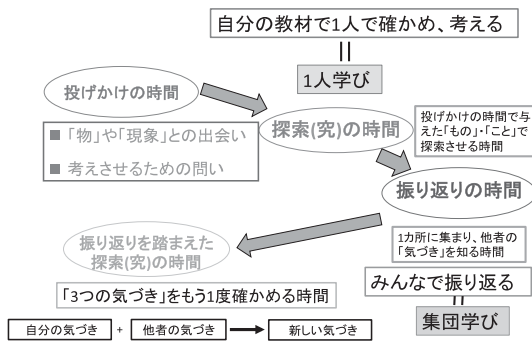 自分の教材で1人で確かめ、考える
1人学び
投げかけの時間
■ 「物」や「現象」との出会い
■ 考えさせるための問い
探索(究)の時間
投げかけの時間で与
えた「もの」・「こと」で
探索させる時間
振り返りの時間
1カ所に集まり、他者の
「気づき」を知る時間
みんなで振り返る
集団学び
振り返りを踏まえた
探索(究)の時間
「3つの気づき」をもう1度確かめる時間
自分の気づき + 他者の気づき 新しい気づき